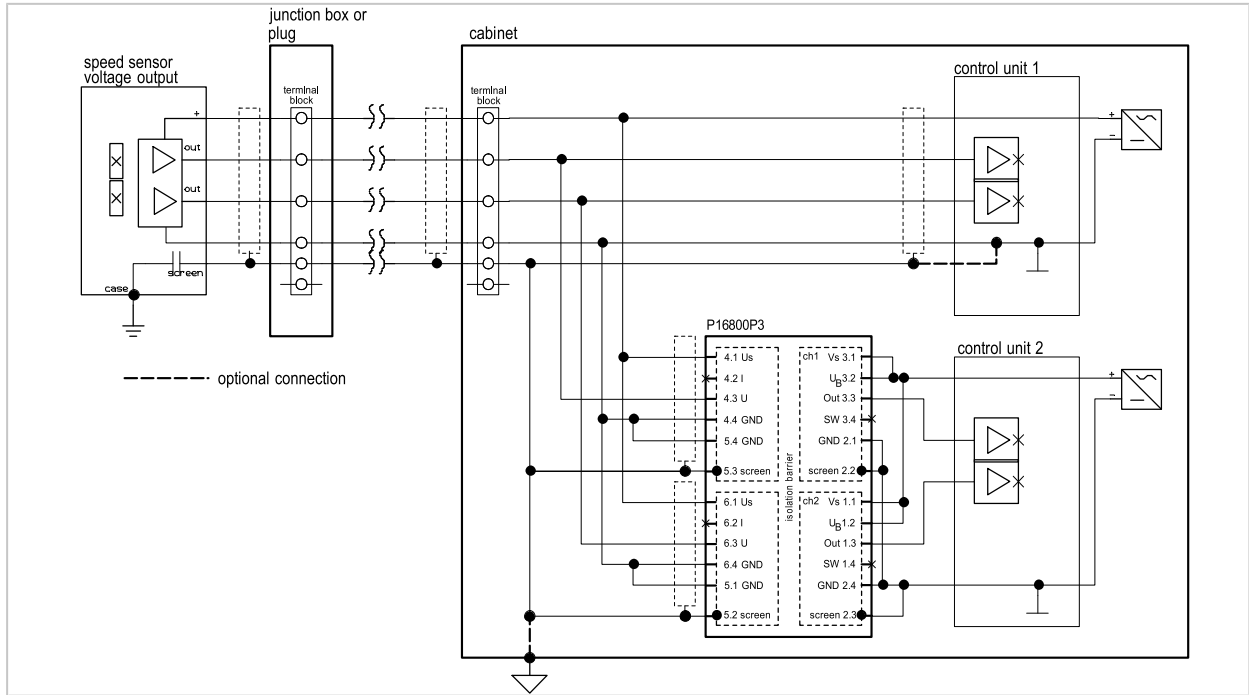 junction box or
plug
cabinet
speed sensor
voltage output
control unit 1
terminal
block
terminal
block
+
out
out
screen
case
+
−
optional connection
P16800P3
control unit 2
4.1 Us
4.2 I
4.3 U
4.4 GND
5.4 GND
5.3 screen
6.1 Us
6.2 I
6.3 U
6.4 GND
5.1 GND
5.2 screen
isolation barrier
ch1 Vs 3.1
UB3.2
Out 3.3
SW 3.4
GND 2.1
screen 2.2
ch2 Vs 1.1
UB1.2
Out 1.3
SW 1.4
GND 2.4
screen 2.3
+
−